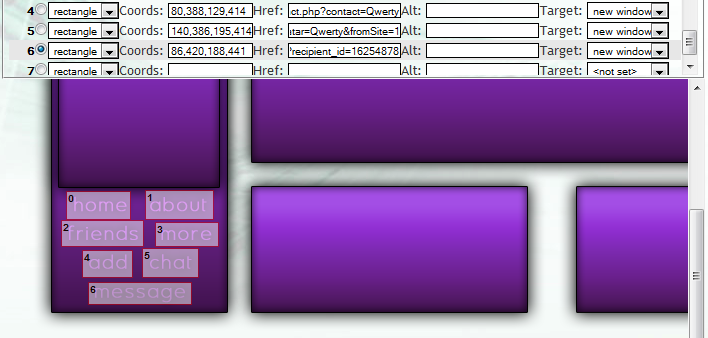 4 rectangle Coords: 80,388,129,414 Href: ct.php?contact=Qwerty Alt: Target: new window
5 rectangle Coords: 140,386,195,414 Href: itar=Qwerty&fromSite=1 Alt: Target: new window
6 rectangle Coords: 86,420,188,441 Href: ?recipient_id=16254878 Alt: Target: new window
7 rectangle Coords: Href: Alt: Target: <not set>
0 home 1 about
2 friends 3 more
4 add 5 chat
6 message